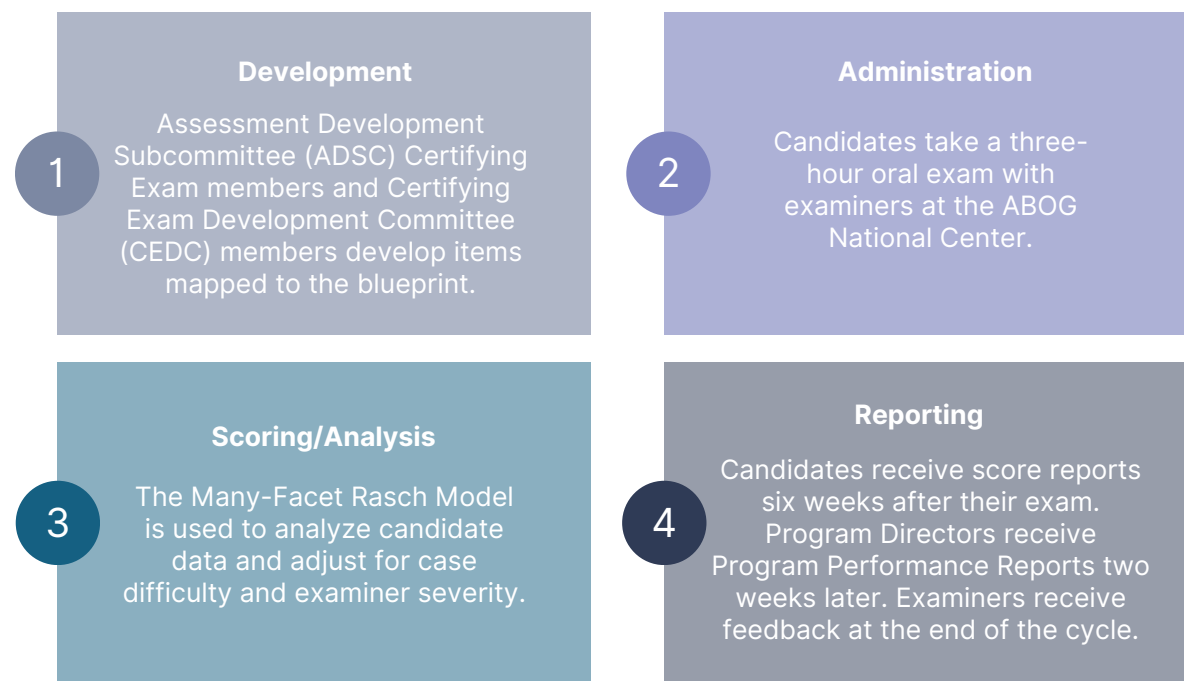 1
Development
Assessment Development
Subcommittee (ADSC) Certifying
Exam members and Certifying
Exam Development Committee
(CEDC) members develop items
mapped to the blueprint.
2
Administration
Candidates take a three-
hour oral exam with
examiners at the ABOG
National Center.
3
Scoring/Analysis
The Many-Facet Rasch Model
is used to analyze candidate
data and adjust for case
difficulty and examiner severity.
4
Reporting
Candidates receive score reports
six weeks after their exam.
Program Directors receive
Program Performance Reports two
weeks later. Examiners receive
feedback at the end of the cycle.